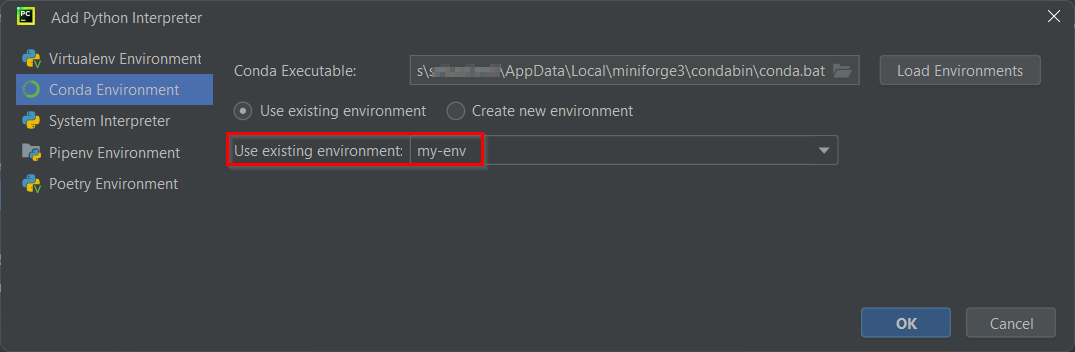 PC
Add Python Interpreter
Virtualenv Environment
Conda Environment
System Interpreter
Pipenv Environment
Poetry Environment
Conda Executable: s\s \AppData\Local\miniforge3\condabin\conda.bat Load Environments
Use existing environment Create new environment
Use existing environment: my-env
OK Cancel